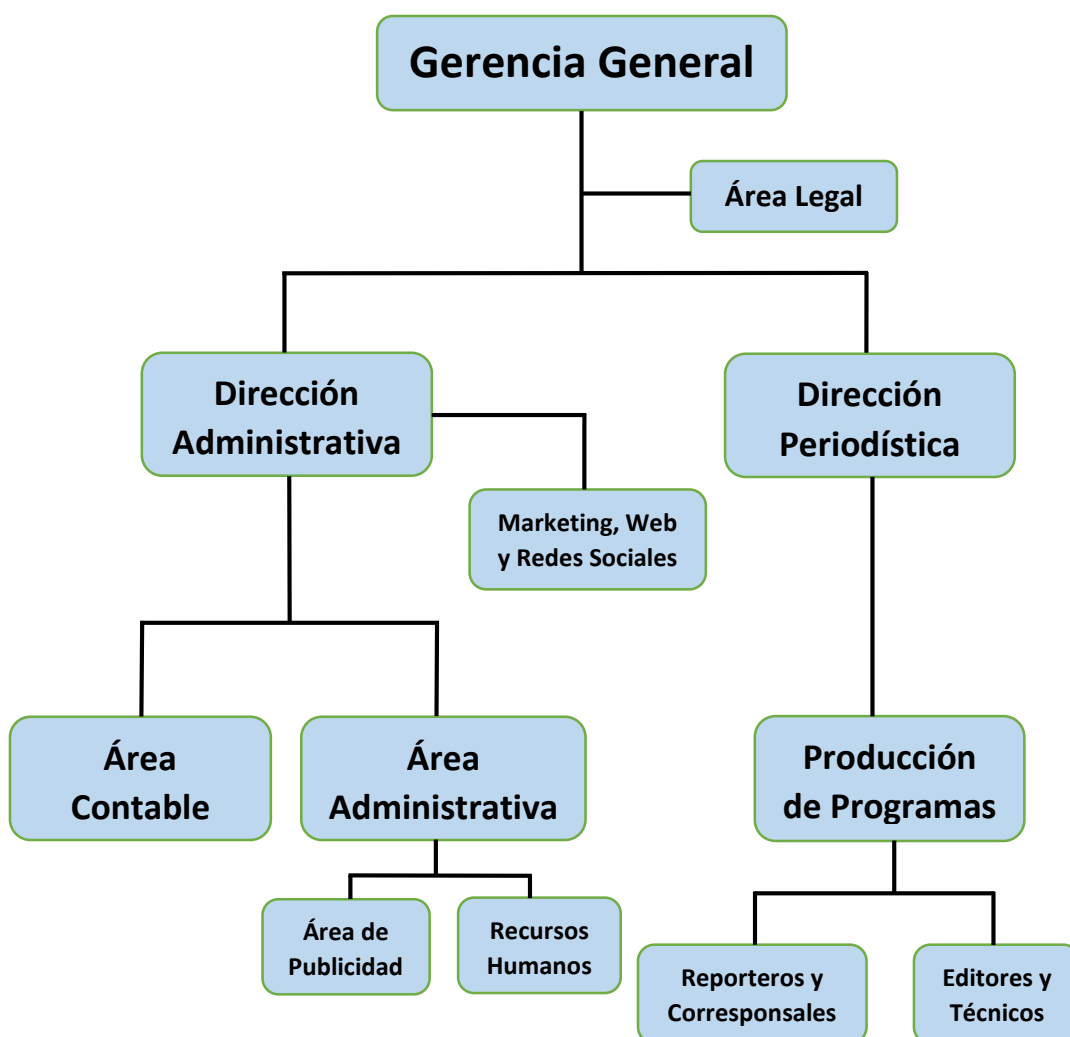 Gerencia General
Área Legal
Dirección
Administrativa
Dirección
Periodística
Marketing, Web
y Redes Sociales
Área
Contable
Área
Administrativa
Producción
de Programas
Área de
Publicidad
Recursos
Humanos
Reporteros y
Corresponsales
Editores y
Técnicos